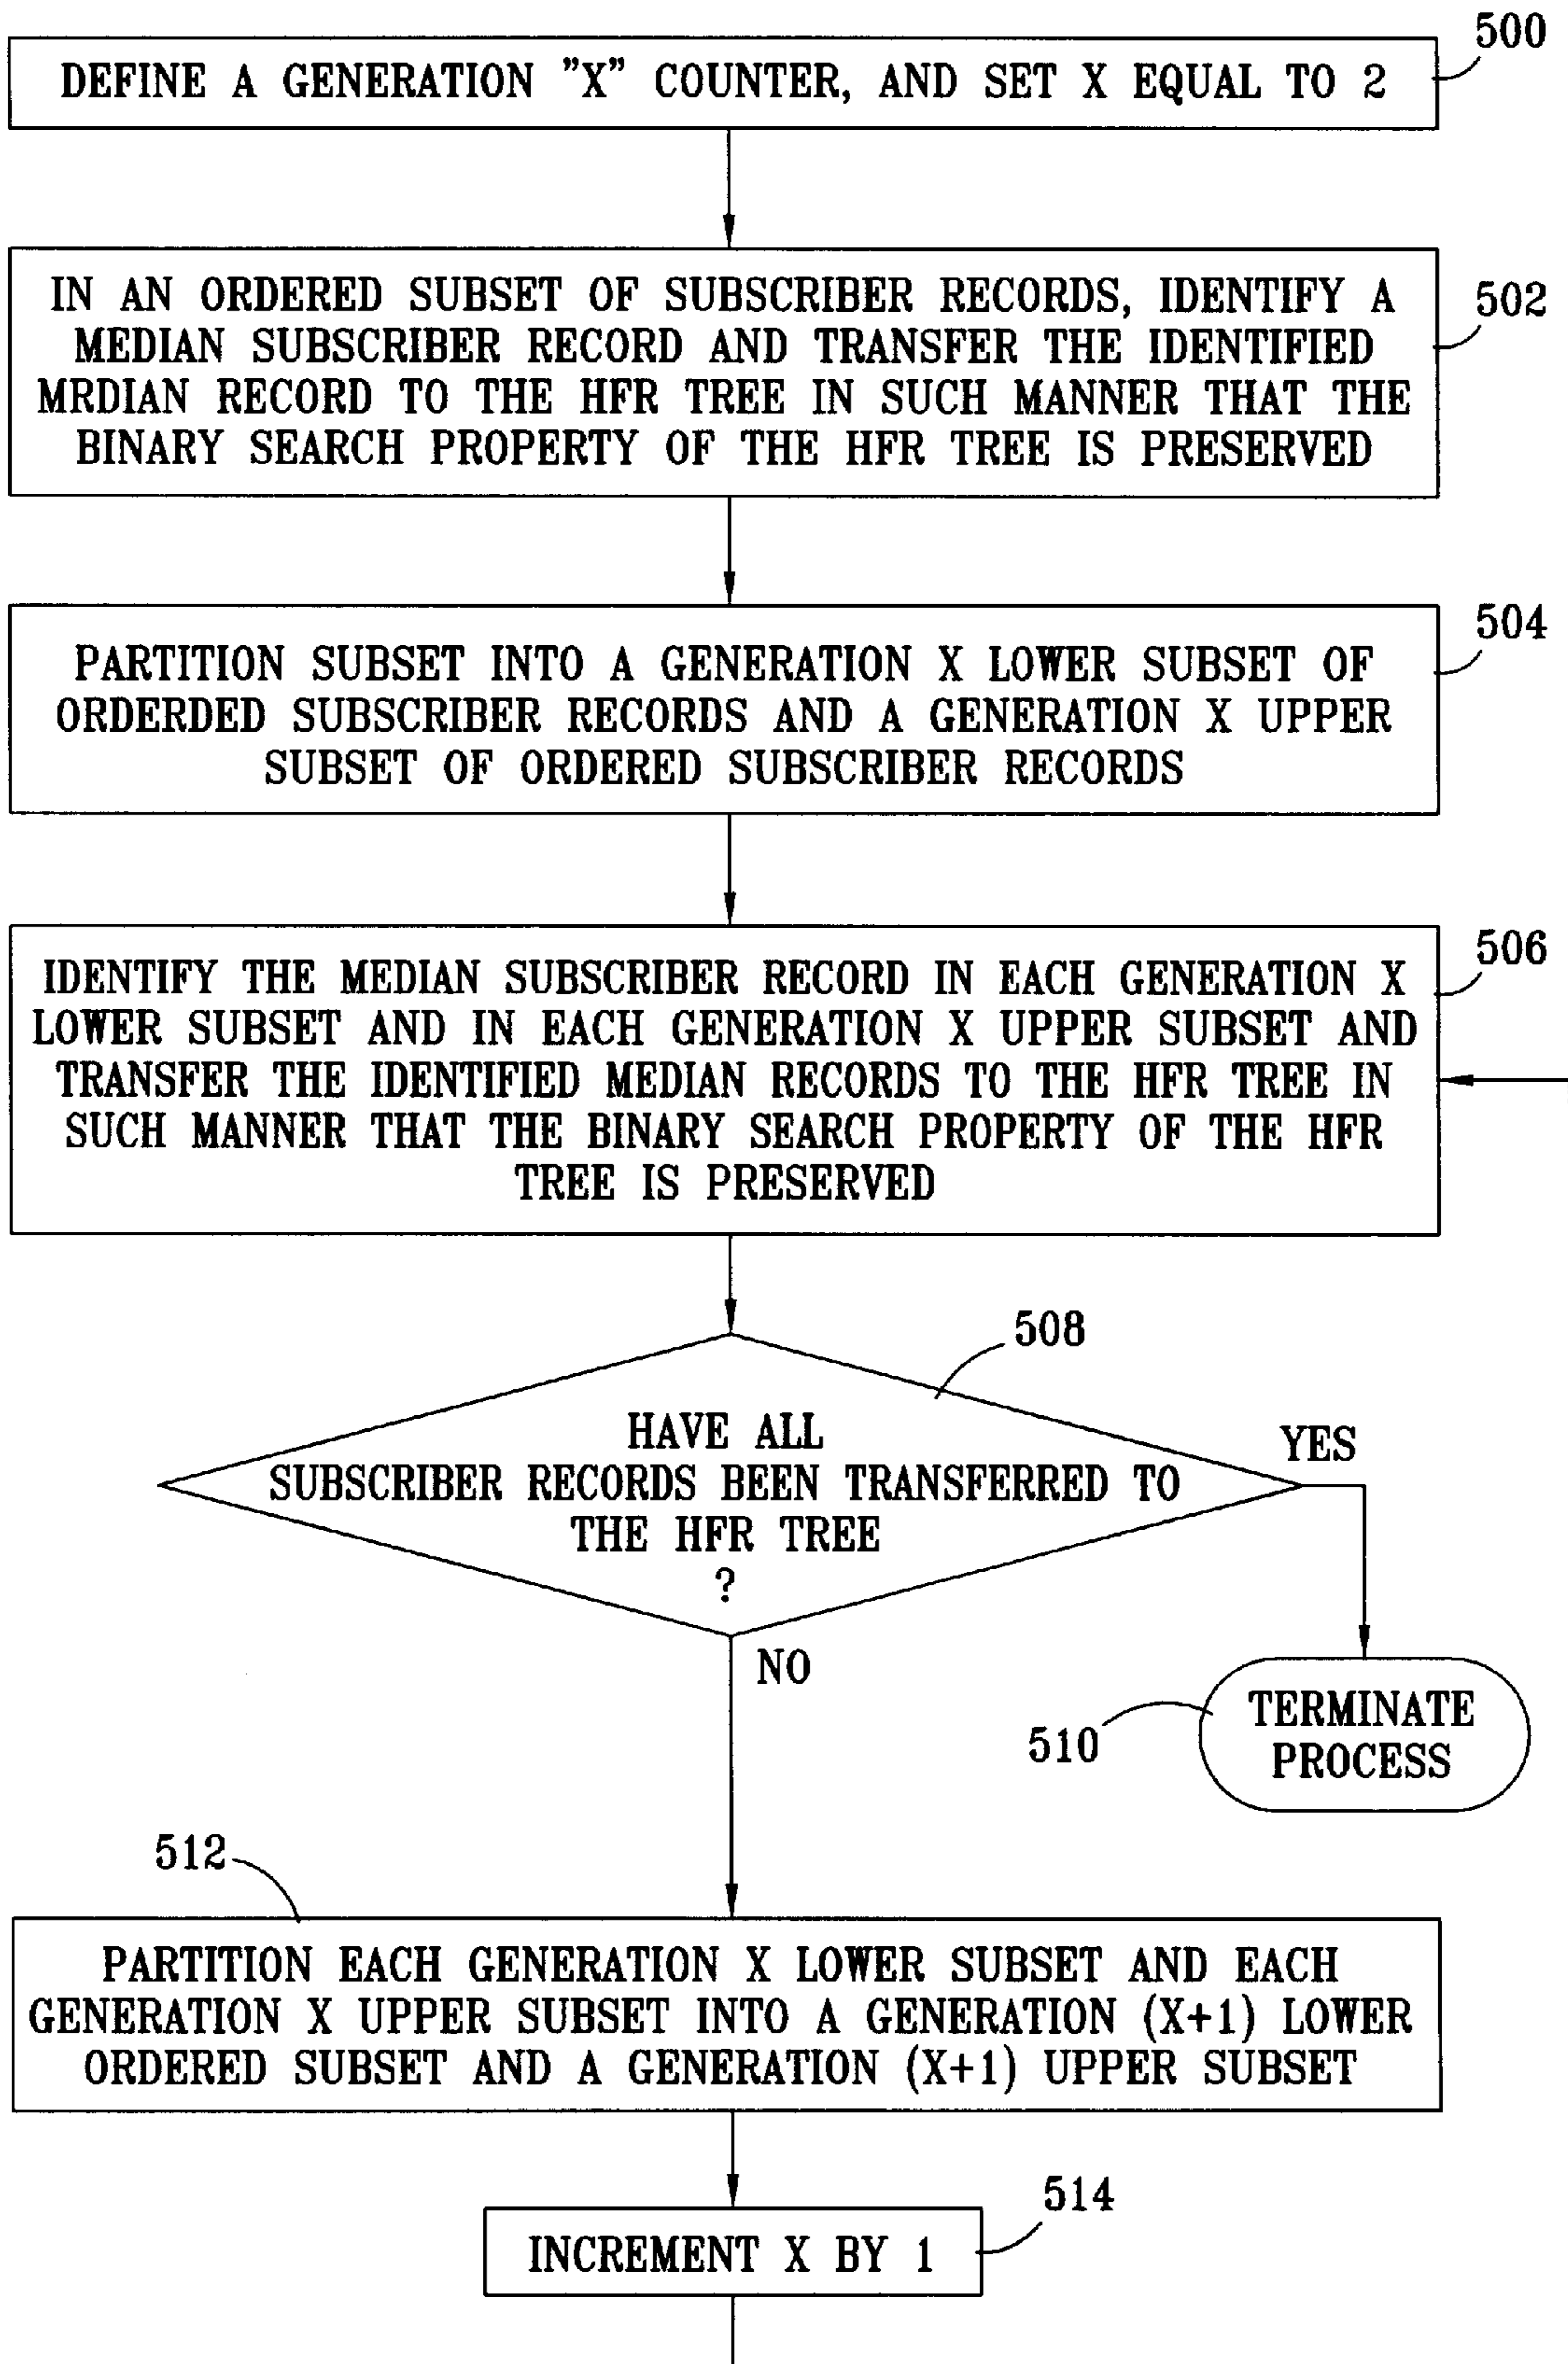 500
DEFINE A GENERATION "X" COUNTER, AND SET X EQUAL TO 2
502
IN AN ORDERED SUBSET OF SUBSCRIBER RECORDS, IDENTIFY A
MEDIAN SUBSCRIBER RECORD AND TRANSFER THE IDENTIFIED
MRDIAN RECORD TO THE HFR TREE IN SUCH MANNER THAT THE
BINARY SEARCH PROPERTY OF THE HFR TREE IS PRESERVED
504
PARTITION SUBSET INTO A GENERATION X LOWER SUBSET OF
ORDERDED SUBSCRIBER RECORDS AND A GENERATION X UPPER
SUBSET OF ORDERED SUBSCRIBER RECORDS
506
IDENTIFY THE MEDIAN SUBSCRIBER RECORD IN EACH GENERATION X
LOWER SUBSET AND IN EACH GENERATION X UPPER SUBSET AND
TRANSFER THE IDENTIFIED MEDIAN RECORDS TO THE HFR TREE IN
SUCH MANNER THAT THE BINARY SEARCH PROPERTY OF THE HFR
TREE IS PRESERVED
508
HAVE ALL
SUBSCRIBER RECORDS BEEN TRANSFERRED TO
THE HFR TREE
?
YES
NO
510
TERMINATE
PROCESS
512
PARTITION EACH GENERATION X LOWER SUBSET AND EACH
GENERATION X UPPER SUBSET INTO A GENERATION (X+1) LOWER
ORDERED SUBSET AND A GENERATION (X+1) UPPER SUBSET
514
INCREMENT X BY 1